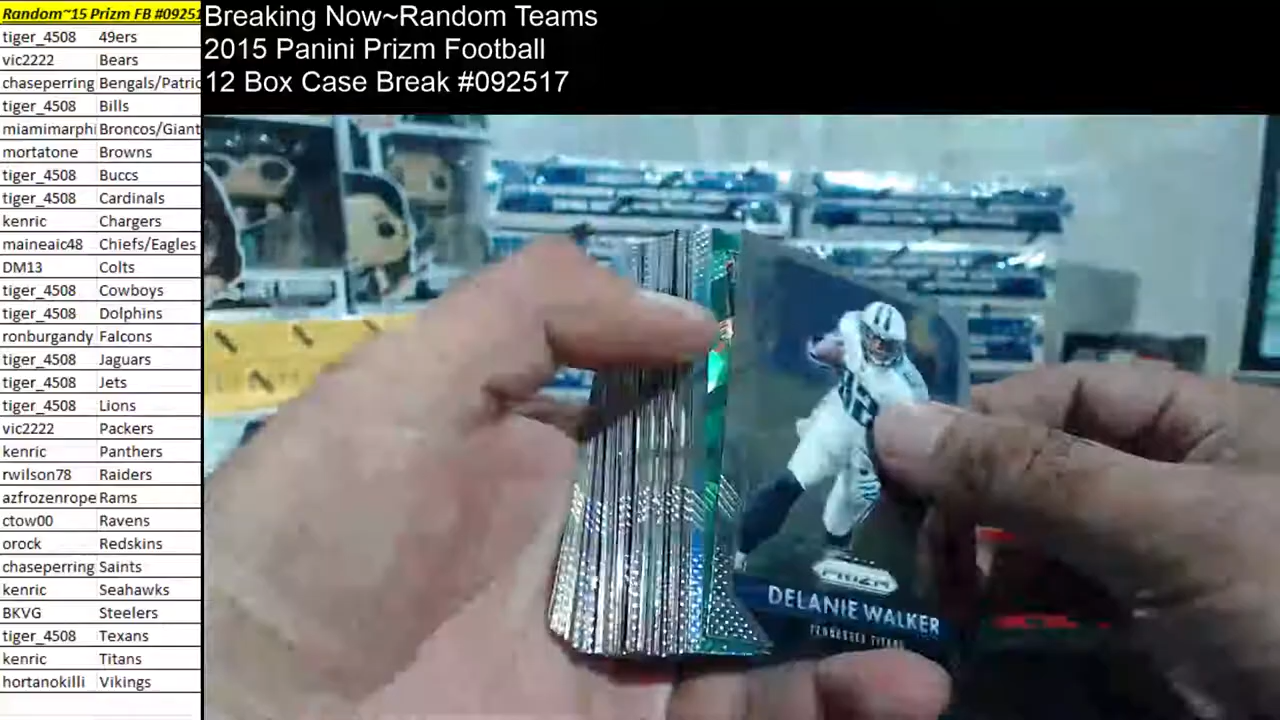 Random~15 Prizm FB #09251
tiger_4508 49ers
vic2222 Bears
chaseperring Bengals/Patric
tiger_4508 Bills
miamimarphi Broncos/Giant
mortatone Browns
tiger_4508 Buccs
tiger_4508 Cardinals
kenric Chargers
maineaic48 Chiefs/Eagles
DM13 Colts
tiger_4508 Cowboys
tiger_4508 Dolphins
ronburgandy Falcons
tiger_4508 Jaguars
tiger_4508 Jets
tiger_4508 Lions
vic2222 Packers
kenric Panthers
rwilson78 Raiders
azfrozenrope Rams
ctow00 Ravens
orock Redskins
chaseperring Saints
kenric Seahawks
BKVG Steelers
tiger_4508 Texans
kenric Titans
hortanokilli Vikings
Breaking Now~Random Teams
2015 Panini Prizm Football
12 Box Case Break #092517
PRIZM
DELANIE WALKER
TENNESSEE TITANS